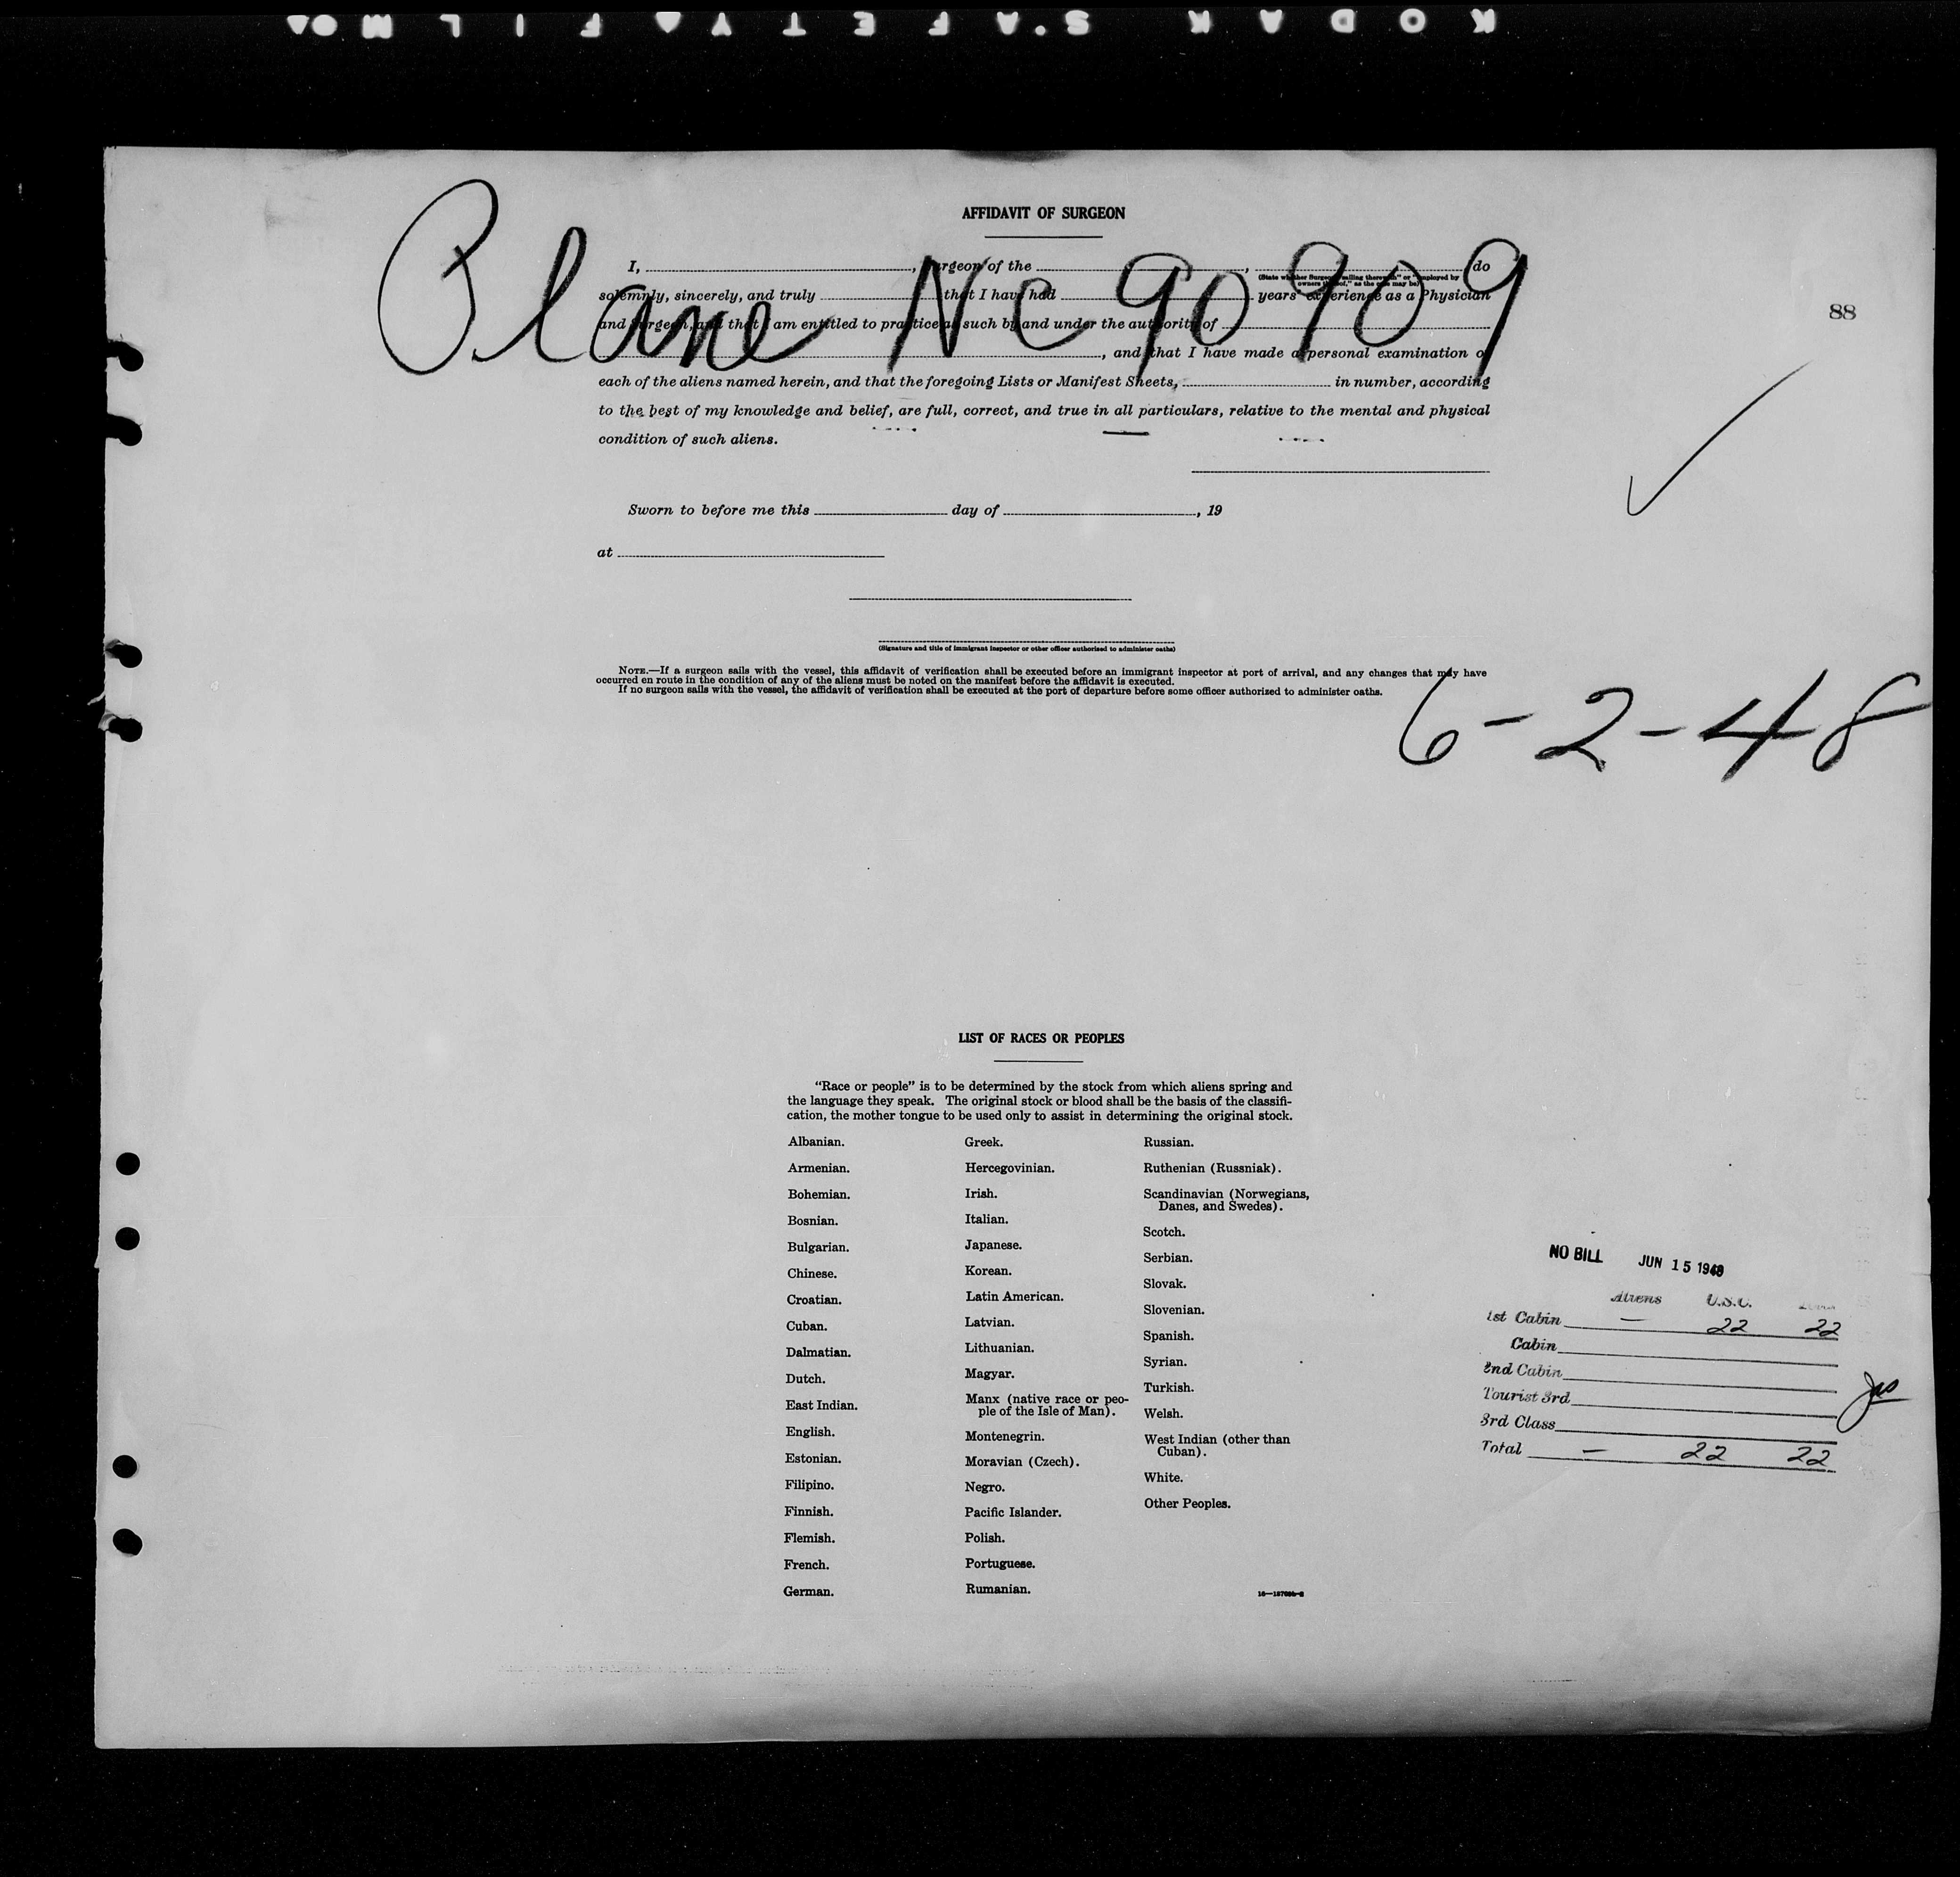 KODAK SAFETY FILM
88
AFFIDAVIT OF SURGEON
Plane NC 90909
I, , Surgeon of the , , do
(State whether Surgeon "sailing therewith" or "employed by owners thereof," as the case may be)
solemnly, sincerely, and truly that I have had years' experience as a Physician
and Surgeon, and that I am entitled to practice as such by and under the authority of
, and that I have made a personal examination of
each of the aliens named herein, and that the foregoing Lists or Manifest Sheets, in number, according
to the best of my knowledge and belief, are full, correct, and true in all particulars, relative to the mental and physical
condition of such aliens.
Sworn to before me this day of , 19
at
(Signature and title of immigrant inspector or other officer authorized to administer oaths)
NOTE.—If a surgeon sails with the vessel, this affidavit of verification shall be executed before an immigrant inspector at port of arrival, and any changes that may have
occurred en route in the condition of any of the aliens must be noted on the manifest before the affidavit is executed.
If no surgeon sails with the vessel, the affidavit of verification shall be executed at the port of departure before some officer authorized to administer oaths.
6-2-48
LIST OF RACES OR PEOPLES
"Race or people" is to be determined by the stock from which aliens spring and
the language they speak. The original stock or blood shall be the basis of the classifi-
cation, the mother tongue to be used only to assist in determining the original stock.
Albanian.
Armenian.
Bohemian.
Bosnian.
Bulgarian.
Chinese.
Croatian.
Cuban.
Dalmatian.
Dutch.
East Indian.
English.
Estonian.
Filipino.
Finnish.
Flemish.
French.
German.
Greek.
Hercegovinian.
Irish.
Italian.
Japanese.
Korean.
Latin American.
Latvian.
Lithuanian.
Magyar.
Manx (native race or peo-
ple of the Isle of Man).
Montenegrin.
Moravian (Czech).
Negro.
Pacific Islander.
Polish.
Portuguese.
Rumanian.
Russian.
Ruthenian (Russniak).
Scandinavian (Norwegians,
Danes, and Swedes).
Scotch.
Serbian.
Slovak.
Slovenian.
Spanish.
Syrian.
Turkish.
Welsh.
West Indian (other than
Cuban).
White.
Other Peoples.
NO BILL JUN 15 1948
Aliens U.S.C.
1st Cabin — 22 22
Cabin
2nd Cabin
Tourist 3rd
3rd Class
Total — 22 22